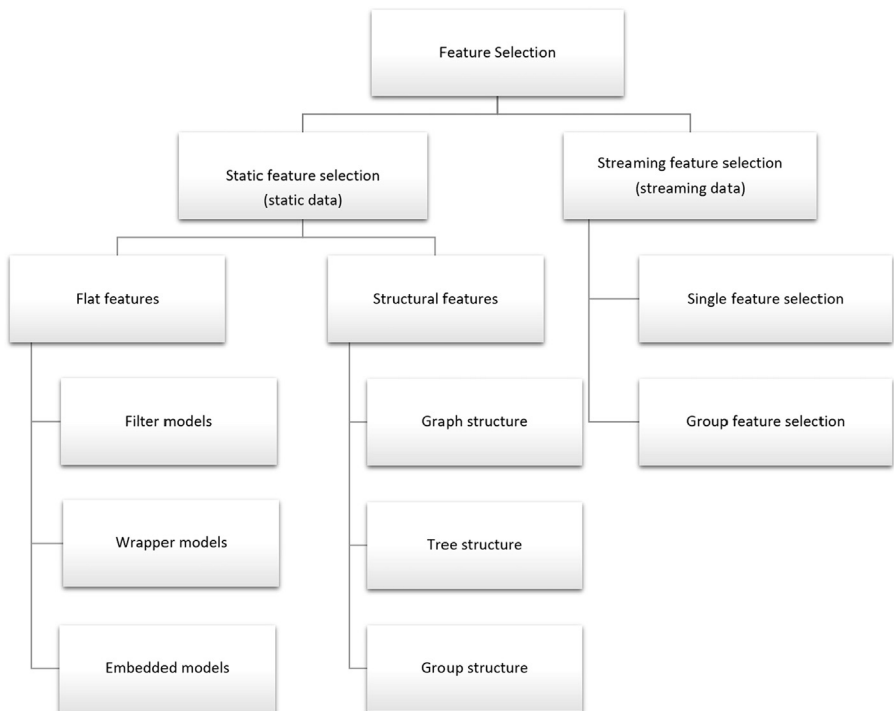 Feature Selection
Static feature selection
(static data)
Streaming feature selection
(streaming data)
Flat features
Structural features
Single feature selection
Filter models
Graph structure
Group feature selection
Wrapper models
Tree structure
Embedded models
Group structure